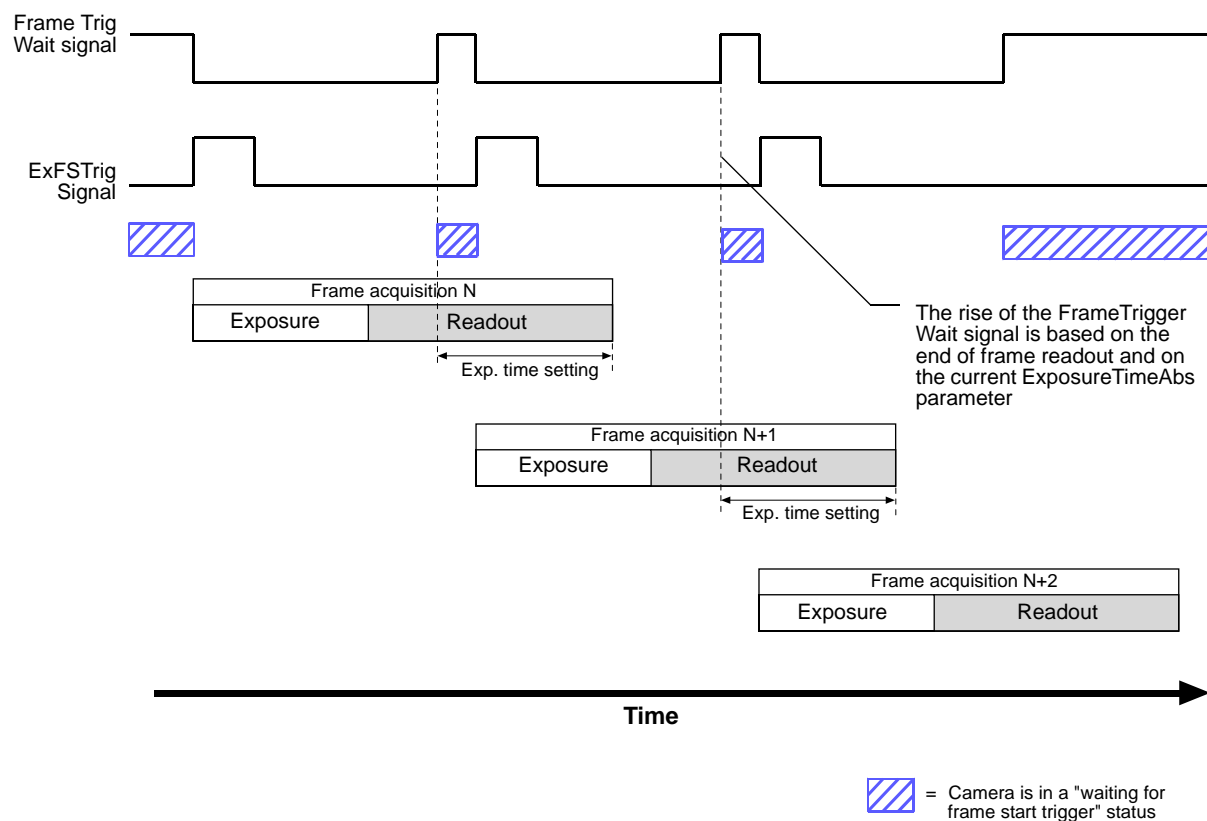 Frame Trig
Wait signal
ExFSTrig
Signal
Frame acquisition N
Exposure
Readout
Exp. time setting
The rise of the FrameTrigger
Wait signal is based on the
end of frame readout and on
the current ExposureTimeAbs
parameter
Frame acquisition N+1
Exposure
Readout
Exp. time setting
Frame acquisition N+2
Exposure
Readout
Time
= Camera is in a "waiting for
frame start trigger" status